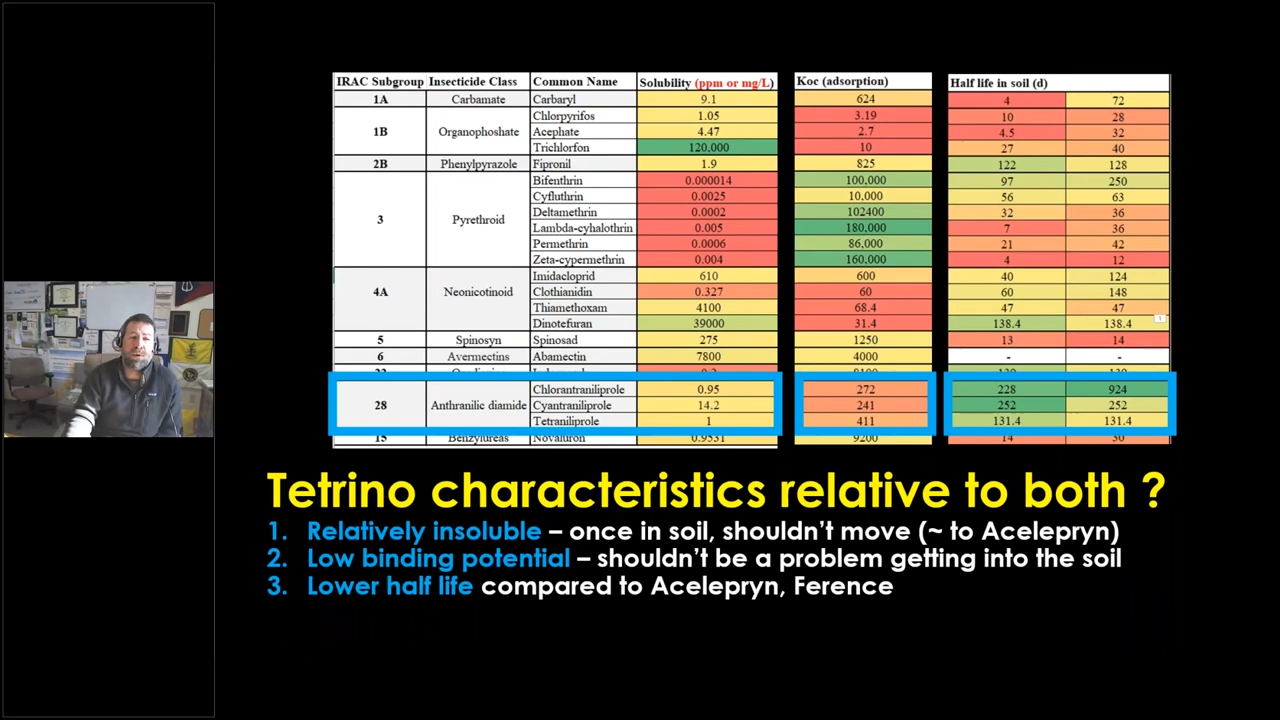 IRAC Subgroup Insecticide Class Common Name Solubility (ppm or mg/L) Koc (adsorption) Half life in soil (d)
1A Carbamate Carbaryl 9.1 624 4 72
Chlorpyrifos 1.05 3.19 10 28
1B Organophoshate Acephate 4.47 2.7 4.5 32
Trichlorfon 120,000 10 27 40
2B Phenylpyrazole Fipronil 1.9 825 122 128
Bifenthrin 0.000014 100,000 97 250
Cyfluthrin 0.0025 10,000 56 63
Deltamethrin 0.0002 102400 32 36
3 Pyrethroid Lambda-cyhalothrin 0.005 180,000 7 36
Permethrin 0.0006 86,000 21 42
Zeta-cypermethrin 0.004 160,000 4 12
Imidacloprid 610 600 40 124
4A Neonicotinoid Clothianidin 0.327 60 60 148
Thiamethoxam 4100 68.4 47 47
Dinotefuran 39000 31.4 138.4 138.4
1
5 Spinosyn Spinosad 275 1250 13 14
6 Avermectins Abamectin 7800 4000 - -
Chlorantraniliprole 0.95 272 228 924
28 Anthranilic diamide Cyantraniliprole 14.2 241 252 252
Tetraniliprole 1 411 131.4 131.4
15 Benzylureas Novaluron 0.9531 9200 14 30
Tetrino characteristics relative to both ?
1. Relatively insoluble – once in soil, shouldn't move (~ to Acelepryn)
2. Low binding potential – shouldn't be a problem getting into the soil
3. Lower half life compared to Acelepryn, Ference